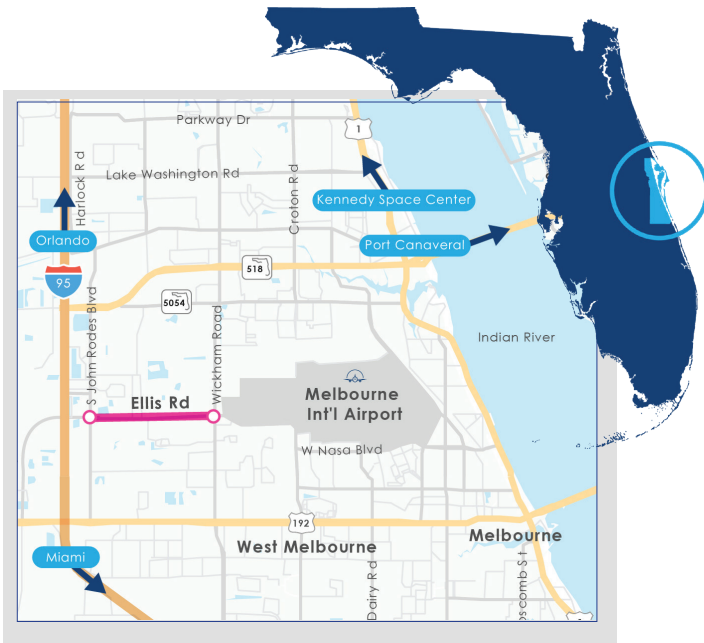 Parkway Dr
1
Harlock Rd
Lake Washington Rd
Croton Rd
Kennedy Space Center
Orlando
Port Canaveral
518
95
5054
S John Rodes Blvd
Wickham Road
Indian River
Ellis Rd
Melbourne
Int'l Airport
W Nasa Blvd
192
West Melbourne
Melbourne
Miami
Dairy Rd
oscomb St